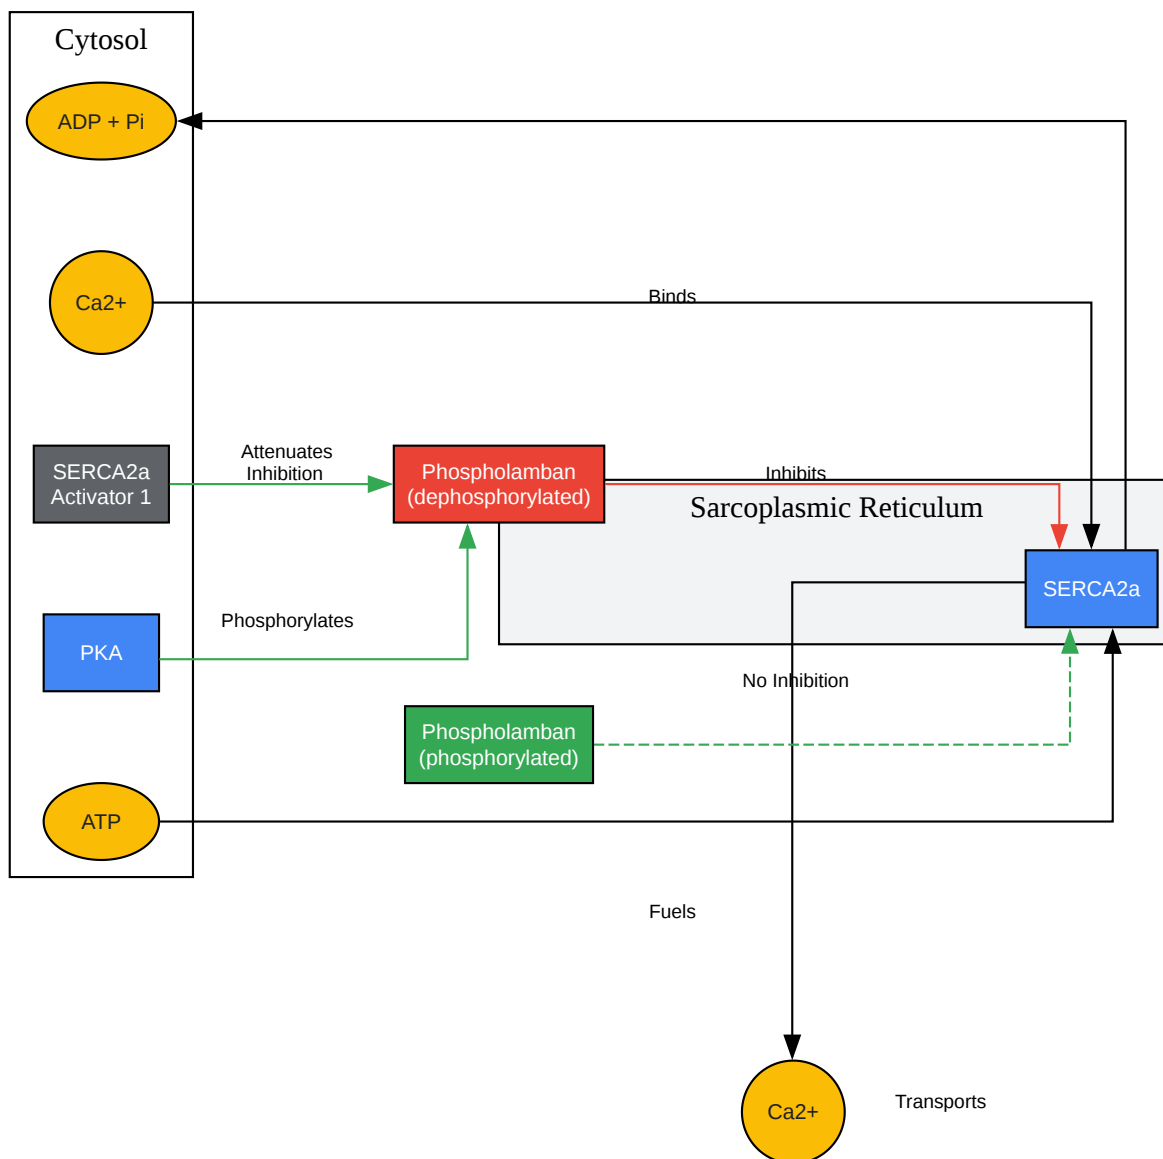 Cytosol
ADP + Pi
Ca2+
Binds
SERCA2a
Activator 1
Attenuates
Inhibition
Phospholamban
(dephosphorylated)
Inhibits
Sarcoplasmic Reticulum
SERCA2a
PKA
Phosphorylates
No Inhibition
Phospholamban
(phosphorylated)
ATP
Fuels
Ca2+
Transports